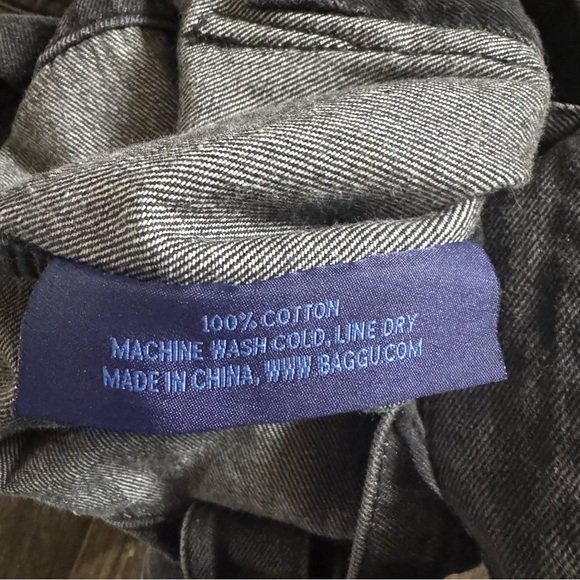 100% COTTON
MACHINE WASH COLD, LINE DRY
MADE IN CHINA, WWW.BAGGU.COM